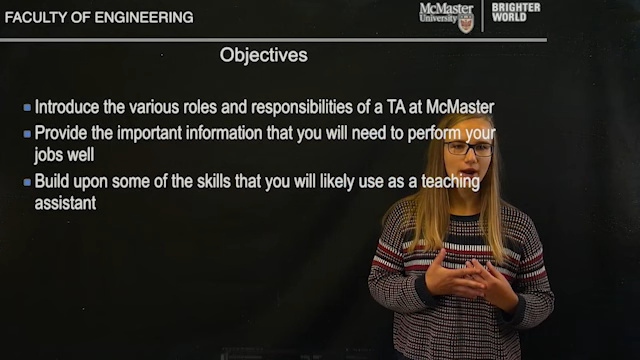 FACULTY OF ENGINEERING
McMaster
University
BRIGHTER
WORLD
Objectives
Introduce the various roles and responsibilities of a TA at McMaster
Provide the important information that you will need to perform your
jobs well
Build upon some of the skills that you will likely use as a teaching
assistant